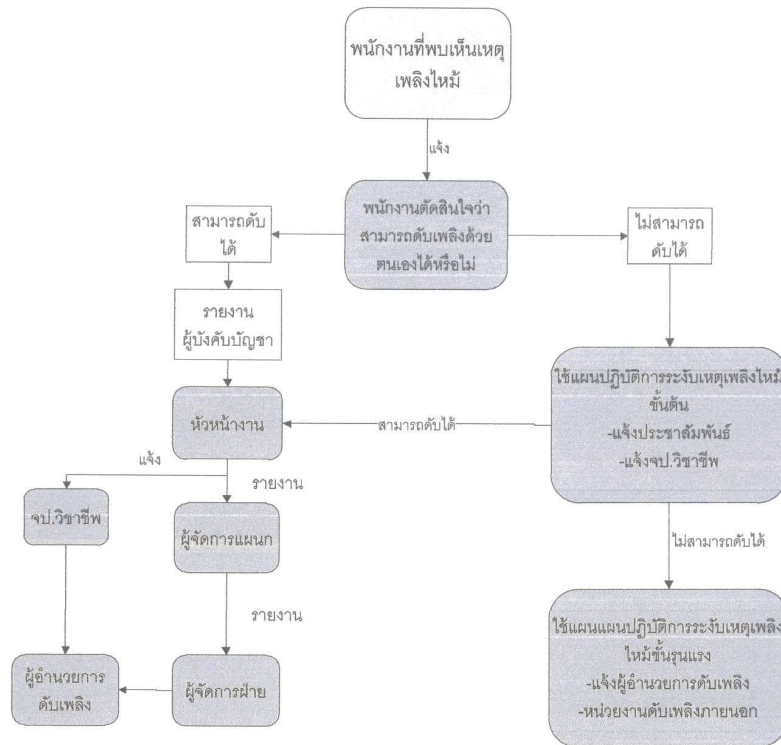 พนักงานที่พบเห็นเหตุ
เพลิงไหม้
แจ้ง
พนักงานตัดสินใจว่า
สามารถดับเพลิงด้วย
ตนเองได้หรือไม่
สามารถดับ
ได้
ไม่สามารถ
ดับได้
รายงาน
ผู้บังคับบัญชา
ใช้แผนปฏิบัติการระงับเหตุเพลิงไหม้
ขั้นต้น
-แจ้งประชาสัมพันธ์
-แจ้งจป.วิชาชีพ
หัวหน้างาน
สามารถดับได้
แจ้ง
รายงาน
จป.วิชาชีพ
ผู้จัดการแผนก
ไม่สามารถดับได้
รายงาน
ใช้แผนแผนปฏิบัติการระงับเหตุเพลิง
ไหม้ขั้นรุนแรง
-แจ้งผู้อำนวยการดับเพลิง
-หน่วยงานดับเพลิงภายนอก
ผู้อำนวยการ
ดับเพลิง
ผู้จัดการฝ่าย